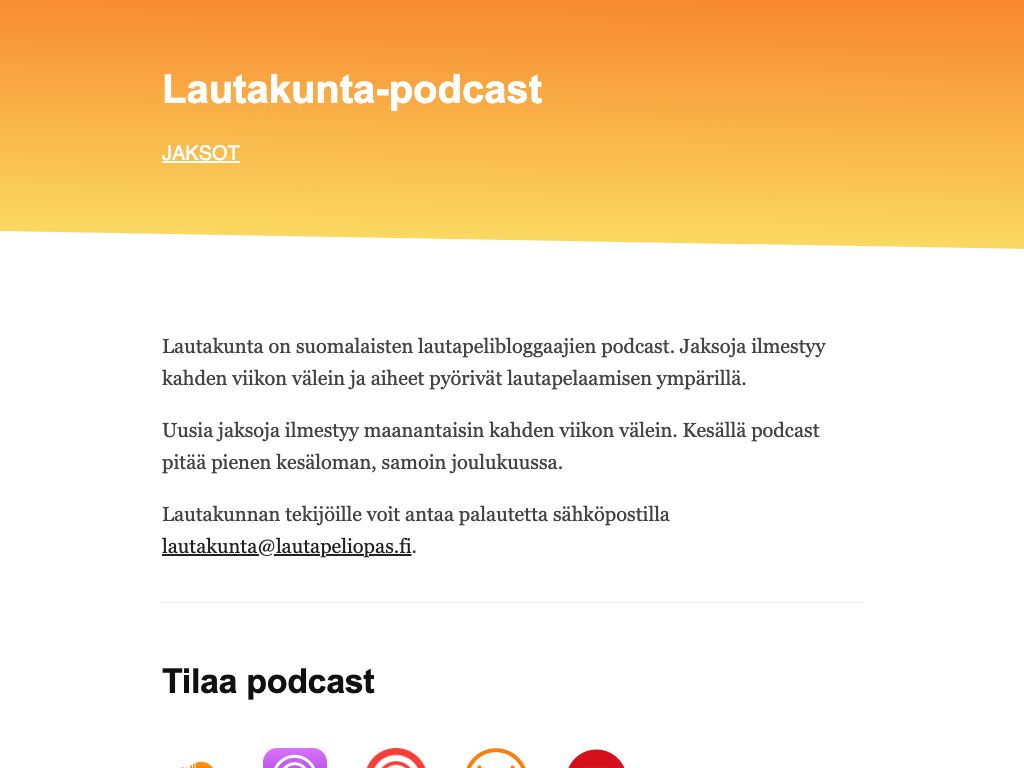 Lautakunta-podcast
JAKSOT
Lautakunta on suomalaisten lautapelibloggaajien podcast. Jaksoja ilmestyy
kahden viikon välein ja aiheet pyörivät lautapelaamisen ympärillä.
Uusia jaksoja ilmestyy maanantaisin kahden viikon välein. Kesällä podcast
pitää pienen kesäloman, samoin joulukuussa.
Lautakunnan tekijöille voit antaa palautetta sähköpostilla
lautakunta@lautapeliopas.fi.
Tilaa podcast